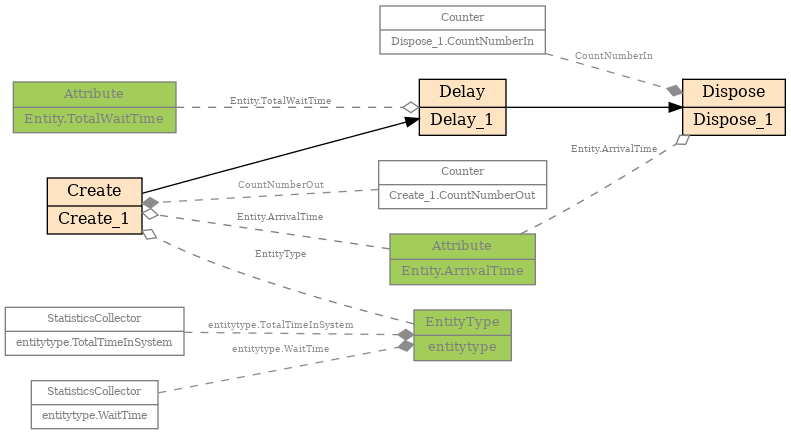 Counter
Dispose_1.CountNumberIn
CountNumberIn
Attribute
Entity.TotalWaitTime
Entity.TotalWaitTime
Delay
Delay_1
Dispose
Dispose_1
Entity.ArrivalTime
Create
Create_1
CountNumberOut
Counter
Create_1.CountNumberOut
Entity.ArrivalTime
Attribute
Entity.ArrivalTime
EntityType
StatisticsCollector
entitytype.TotalTimeInSystem
entitytype.TotalTimeInSystem
EntityType
entitytype
entitytype.WaitTime
StatisticsCollector
entitytype.WaitTime